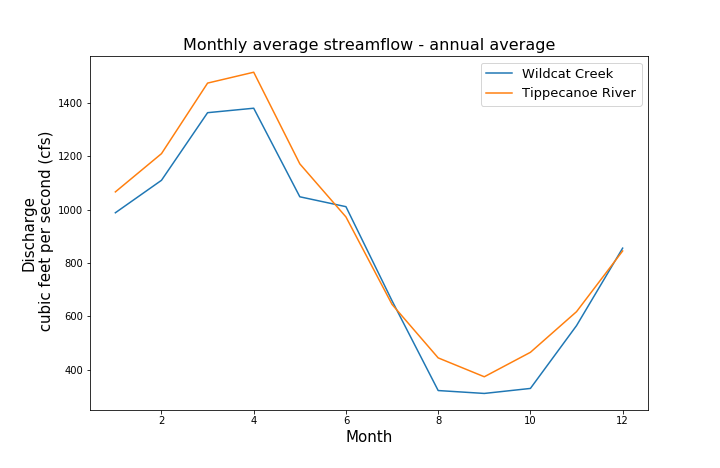 Monthly average streamflow - annual average
Wildcat Creek
Tippecanoe River
1400
1200
1000
800
600
400
Discharge
cubic feet per second (cfs)
2 4 6 8 10 12
Month